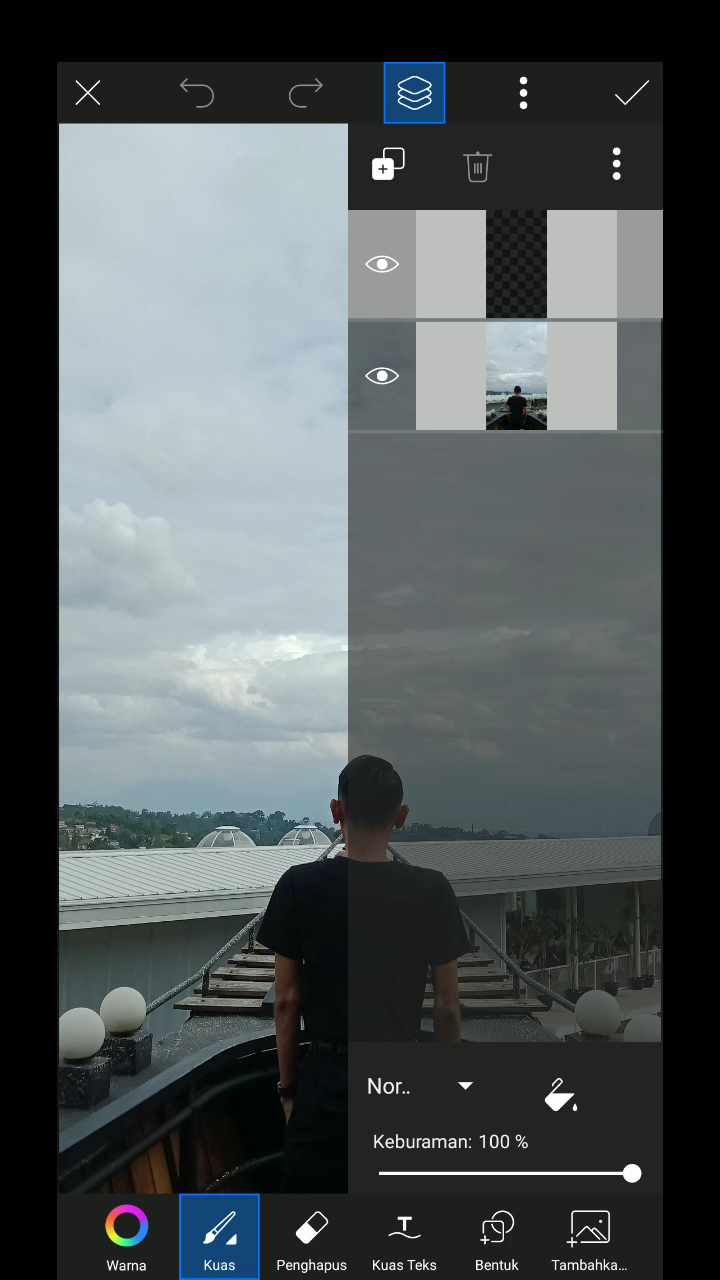 Nor..
Keburaman: 100 %
Warna
Kuas
Penghapus
Kuas Teks
Bentuk
Tambahka...